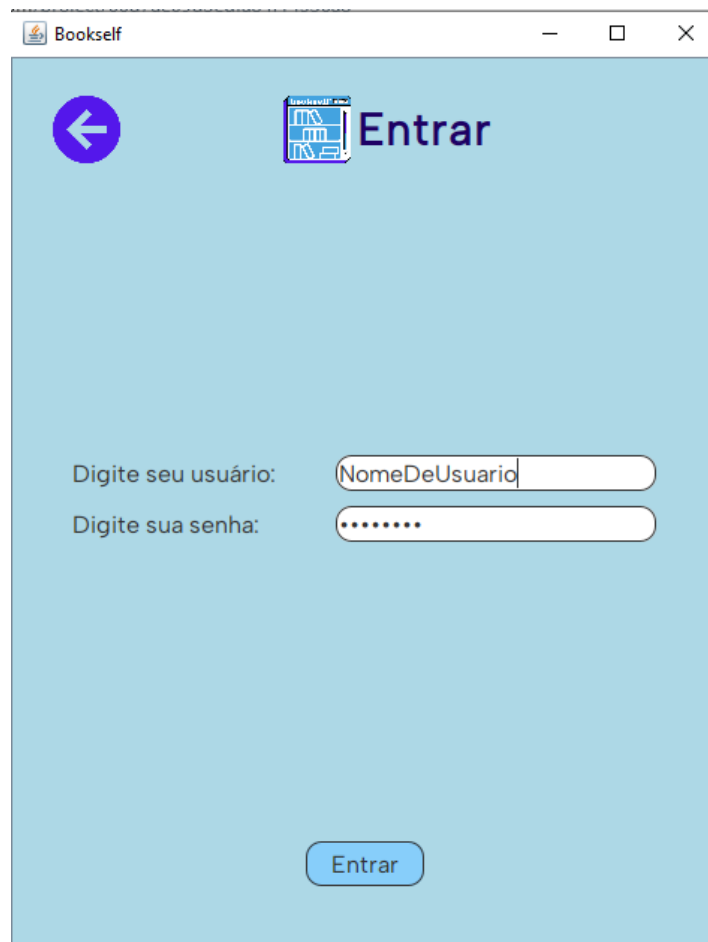 Bookself
Entrar
Digite seu usuário: NomeDeUsuario
Digite sua senha: ••••••••
Entrar